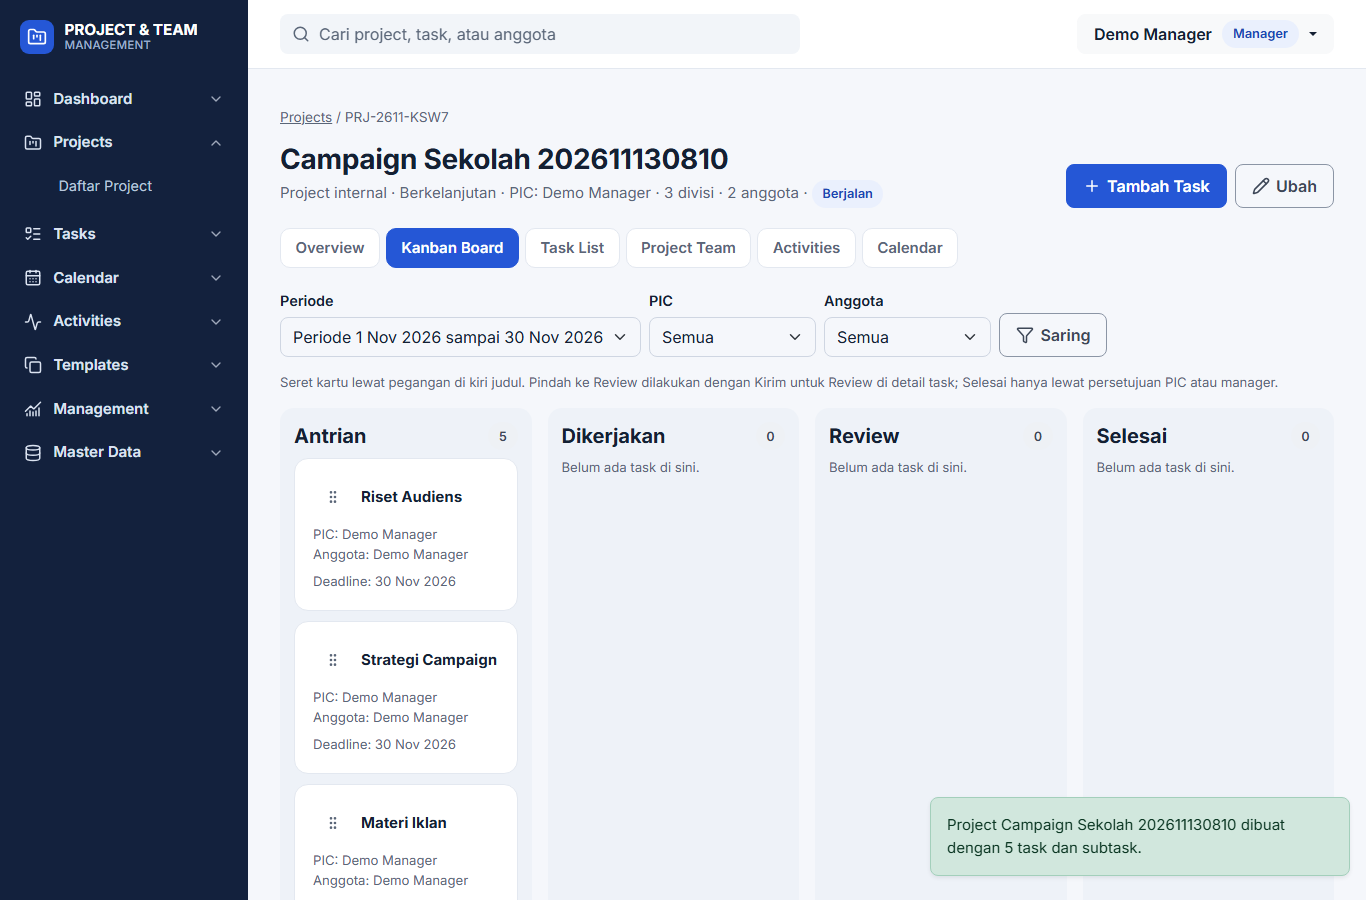 PROJECT & TEAM
MANAGEMENT
Dashboard
Projects
Daftar Project
Tasks
Calendar
Activities
Templates
Management
Master Data
Cari project, task, atau anggota
Demo Manager Manager
Projects / PRJ-2611-KSW7
Campaign Sekolah 202611130810
Project internal · Berkelanjutan · PIC: Demo Manager · 3 divisi · 2 anggota · Berjalan
Tambah Task Ubah
Overview Kanban Board Task List Project Team Activities Calendar
Periode PIC Anggota
Periode 1 Nov 2026 sampai 30 Nov 2026 Semua Semua Saring
Seret kartu lewat pegangan di kiri judul. Pindah ke Review dilakukan dengan Kirim untuk Review di detail task; Selesai hanya lewat persetujuan PIC atau manager.
Antrian 5
Riset Audiens
PIC: Demo Manager
Anggota: Demo Manager
Deadline: 30 Nov 2026
Strategi Campaign
PIC: Demo Manager
Anggota: Demo Manager
Deadline: 30 Nov 2026
Materi Iklan
PIC: Demo Manager
Anggota: Demo Manager
Dikerjakan 0
Belum ada task di sini.
Review 0
Belum ada task di sini.
Selesai 0
Belum ada task di sini.
Project Campaign Sekolah 202611130810 dibuat
dengan 5 task dan subtask.